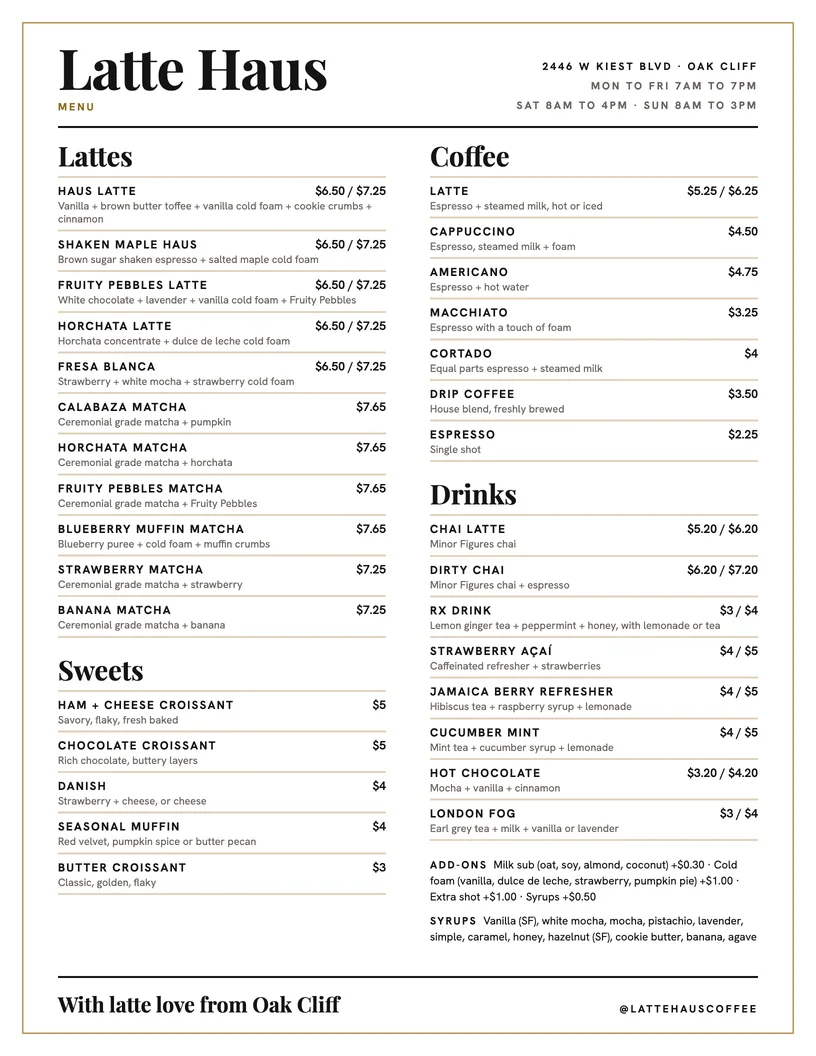 Latte Haus
MENU
2446 W KIEST BLVD · OAK CLIFF
MON TO FRI 7AM TO 7PM
SAT 8AM TO 4PM · SUN 8AM TO 3PM
Lattes
HAUS LATTE $6.50 / $7.25
Vanilla + brown butter toffee + vanilla cold foam + cookie crumbs +
cinnamon
SHAKEN MAPLE HAUS $6.50 / $7.25
Brown sugar shaken espresso + salted maple cold foam
FRUITY PEBBLES LATTE $6.50 / $7.25
White chocolate + lavender + vanilla cold foam + Fruity Pebbles
HORCHATA LATTE $6.50 / $7.25
Horchata concentrate + dulce de leche cold foam
FRESA BLANCA $6.50 / $7.25
Strawberry + white mocha + strawberry cold foam
CALABAZA MATCHA $7.65
Ceremonial grade matcha + pumpkin
HORCHATA MATCHA $7.65
Ceremonial grade matcha + horchata
FRUITY PEBBLES MATCHA $7.65
Ceremonial grade matcha + Fruity Pebbles
BLUEBERRY MUFFIN MATCHA $7.65
Blueberry puree + cold foam + muffin crumbs
STRAWBERRY MATCHA $7.25
Ceremonial grade matcha + strawberry
BANANA MATCHA $7.25
Ceremonial grade matcha + banana
Sweets
HAM + CHEESE CROISSANT $5
Savory, flaky, fresh baked
CHOCOLATE CROISSANT $5
Rich chocolate, buttery layers
DANISH $4
Strawberry + cheese, or cheese
SEASONAL MUFFIN $4
Red velvet, pumpkin spice or butter pecan
BUTTER CROISSANT $3
Classic, golden, flaky
Coffee
LATTE $5.25 / $6.25
Espresso + steamed milk, hot or iced
CAPPUCCINO $4.50
Espresso, steamed milk + foam
AMERICANO $4.75
Espresso + hot water
MACCHIATO $3.25
Espresso with a touch of foam
CORTADO $4
Equal parts espresso + steamed milk
DRIP COFFEE $3.50
House blend, freshly brewed
ESPRESSO $2.25
Single shot
Drinks
CHAI LATTE $5.20 / $6.20
Minor Figures chai
DIRTY CHAI $6.20 / $7.20
Minor Figures chai + espresso
RX DRINK $3 / $4
Lemon ginger tea + peppermint + honey, with lemonade or tea
STRAWBERRY AÇAÍ $4 / $5
Caffeinated refresher + strawberries
JAMAICA BERRY REFRESHER $4 / $5
Hibiscus tea + raspberry syrup + lemonade
CUCUMBER MINT $4 / $5
Mint tea + cucumber syrup + lemonade
HOT CHOCOLATE $3.20 / $4.20
Mocha + vanilla + cinnamon
LONDON FOG $3 / $4
Earl grey tea + milk + vanilla or lavender
ADD-ONS Milk sub (oat, soy, almond, coconut) +$0.30 · Cold
foam (vanilla, dulce de leche, strawberry, pumpkin pie) +$1.00 ·
Extra shot +$1.00 · Syrups +$0.50
SYRUPS Vanilla (SF), white mocha, mocha, pistachio, lavender,
simple, caramel, honey, hazelnut (SF), cookie butter, banana, agave
With latte love from Oak Cliff
@LATTEHAUSCOFFEE